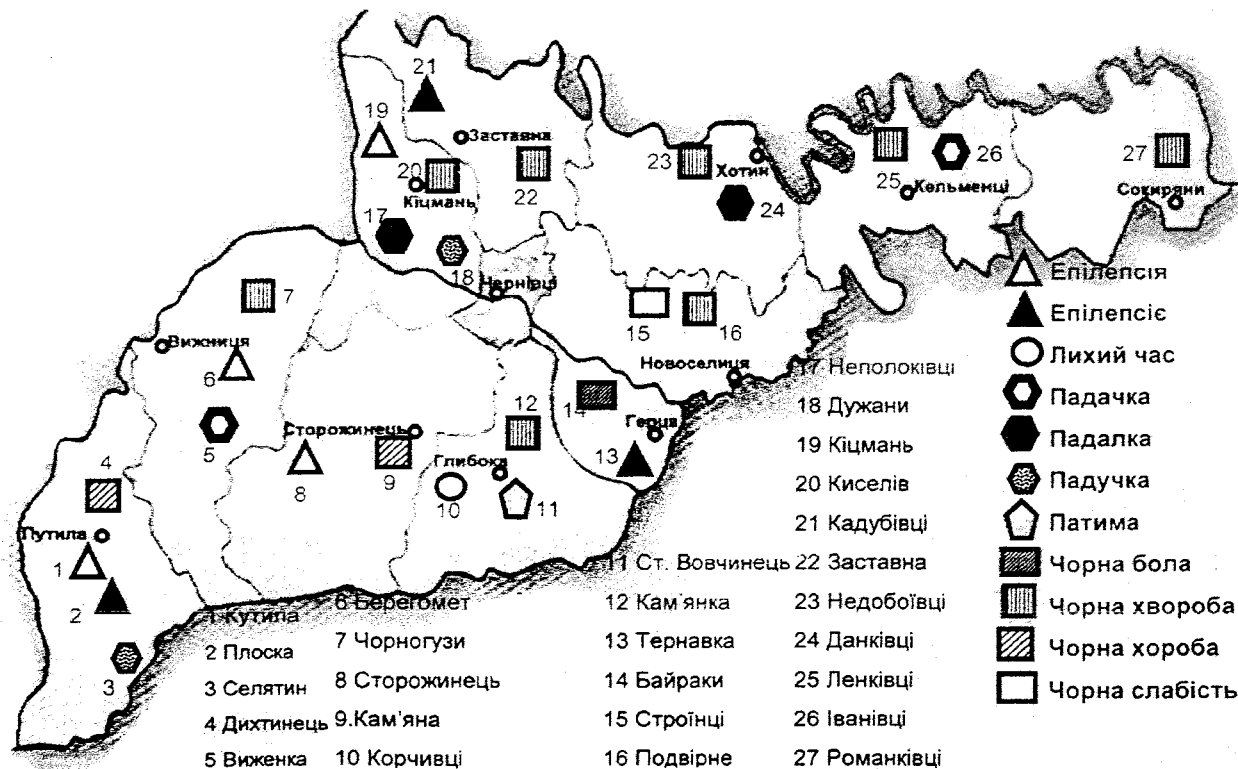 21
19
Заставна
20
Кіцмань
22
23
Хотин
24
25
26
Кельменці
27
Сокиряни
17
18
Чернівці
7
Вижниця
6
5
15
16
Новоселиця
14
Герца
13
12
Сторожинець
8
9
Глибока
10
11
4
Путила
1
2
3
Епілепсія
Епілепсіє
Лихий час
Падачка
Падалка
Падучка
Патима
Чорна бола
Чорна хвороба
Чорна хороба
Чорна слабість
1 Кутила
2 Плоска
3 Селятин
4 Дихтинець
5 Виженка
6 Берегомет
7 Чорногузи
8 Сторожинець
9.Кам'яна
10 Корчивці
11 Ст. Вовчинець
12 Кам'янка
13 Тернавка
14 Байраки
15 Строїнці
16 Подвірне
17 Неполоківці
18 Дужани
19 Кіцмань
20 Киселів
21 Кадубівці
22 Заставна
23 Недобоївці
24 Данківці
25 Ленківці
26 Іванівці
27 Романківці